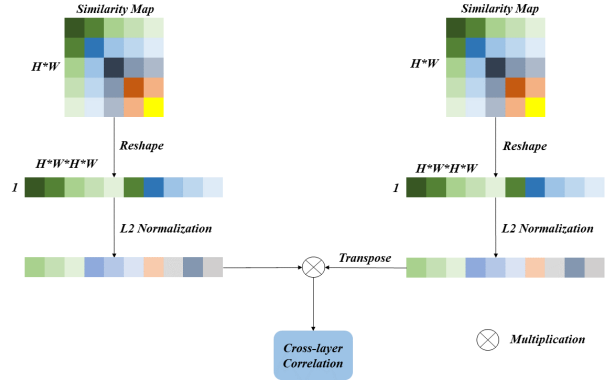 Similarity Map
Similarity Map
H*W
H*W
Reshape
Reshape
H*W*H*W
H*W*H*W
1
1
L2 Normalization
L2 Normalization
Transpose
Multiplication
Cross-layer
Correlation